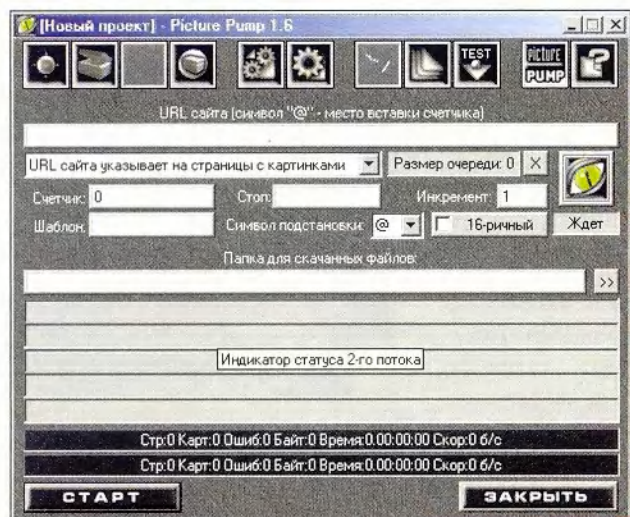 [Новый проект] - Picture Pump 1.6
TEST
PICTURE PUMP
URL сайта (символ "@" - место вставки счетчика)
URL сайта указывает на страницы с картинками Размер очереди: 0 X
Счетчик: 0 Стоп: Инкремент: 1
Шаблон: Символ подстановки: @ 16-ричный Ждет
Папка для скачанных файлов:
>>
Индикатор статуса 2-го потока
Стр:0 Карт:0 Ошиб:0 Байт:0 Время:0.00:00:00 Скор:0 б/с
Стр:0 Карт:0 Ошиб:0 Байт:0 Время:0.00:00:00 Скор:0 б/с
СТАРТ ЗАКРЫТЬ